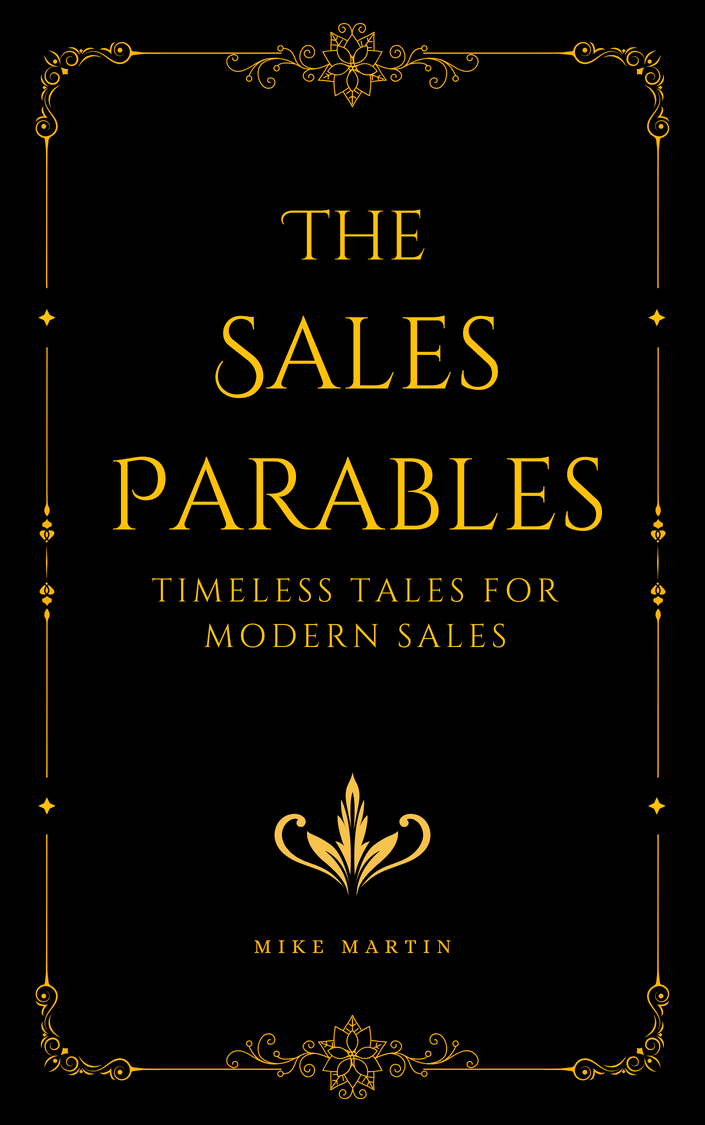 THE
SALES
PARABLES
TIMELESS TALES FOR
MODERN SALES
MIKE MARTIN